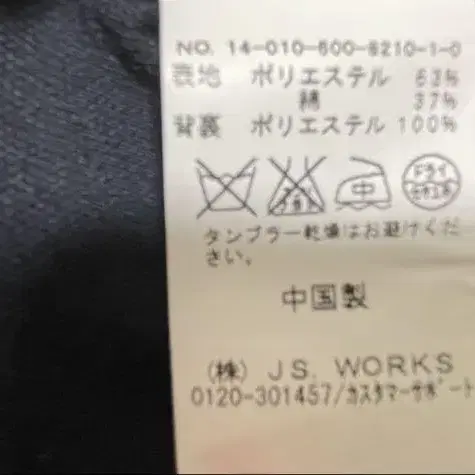 NO. 14-010-600-6210-1-0
表地 ポリエステル 63%
綿 37%
背裏 ポリエステル 100%
中 ドライ
タンブラー乾燥はお避けくだ
さい。
中国製
(株) J.S. WORKS
0120-301457/カスタマーサポート